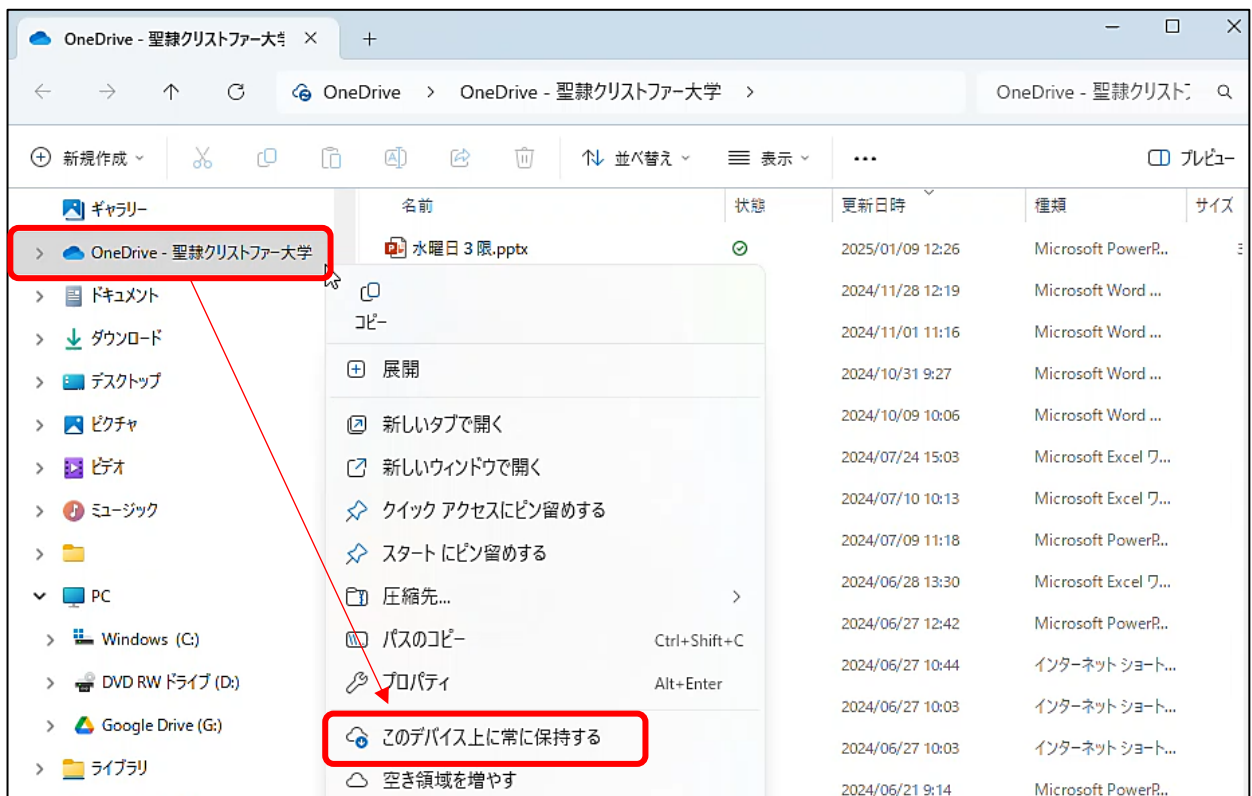 OneDrive - 聖隷クリストファー大学
OneDrive > OneDrive - 聖隷クリストファー大学 >
OneDrive - 聖隷クリスト
新規作成
並べ替え
表示
プレビュー
名前 状態 更新日時 種類 サイズ
ギャラリー
OneDrive - 聖隷クリストファー大学
ドキュメント
ダウンロード
デスクトップ
ピクチャ
ビデオ
ミュージック
PC
Windows (C:)
DVD RW ドライブ (D:)
Google Drive (G:)
ライブラリ
水曜日３限.pptx 2025/01/09 12:26 Microsoft PowerP...
2024/11/28 12:19 Microsoft Word ...
2024/11/01 11:16 Microsoft Word ...
2024/10/31 9:27 Microsoft Word ...
2024/10/09 10:06 Microsoft Word ...
2024/07/24 15:03 Microsoft Excel ワ...
2024/07/10 10:13 Microsoft Excel ワ...
2024/07/09 11:18 Microsoft PowerP...
2024/06/28 13:30 Microsoft Excel ワ...
2024/06/27 12:42 Microsoft PowerP...
2024/06/27 10:44 インターネット ショート...
2024/06/27 10:03 インターネット ショート...
2024/06/27 10:03 インターネット ショート...
2024/06/21 9:14 Microsoft PowerP...
コピー
展開
新しいタブで開く
新しいウィンドウで開く
クイック アクセスにピン留めする
スタート にピン留めする
圧縮先...
パスのコピー Ctrl+Shift+C
プロパティ Alt+Enter
このデバイス上に常に保持する
空き領域を増やす